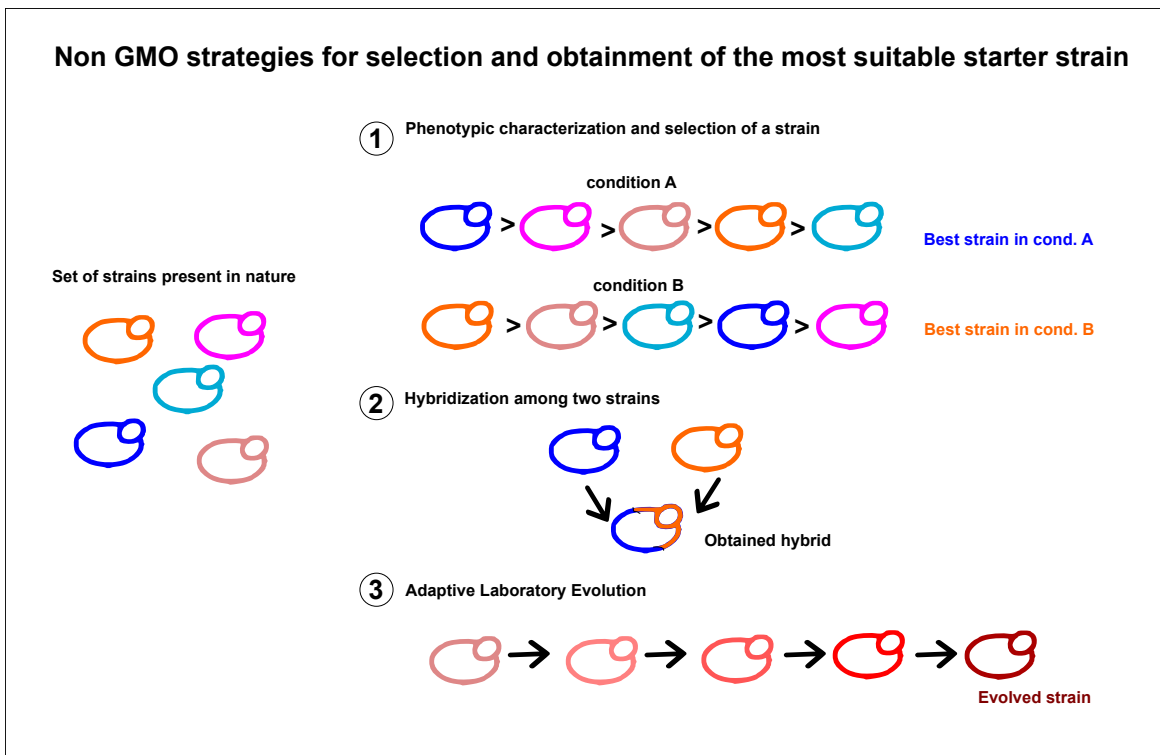 Non GMO strategies for selection and obtainment of the most suitable starter strain
1 Phenotypic characterization and selection of a strain
condition A
> > > >
Best strain in cond. A
Set of strains present in nature
condition B
> > > >
Best strain in cond. B
2 Hybridization among two strains
Obtained hybrid
3 Adaptive Laboratory Evolution
Evolved strain